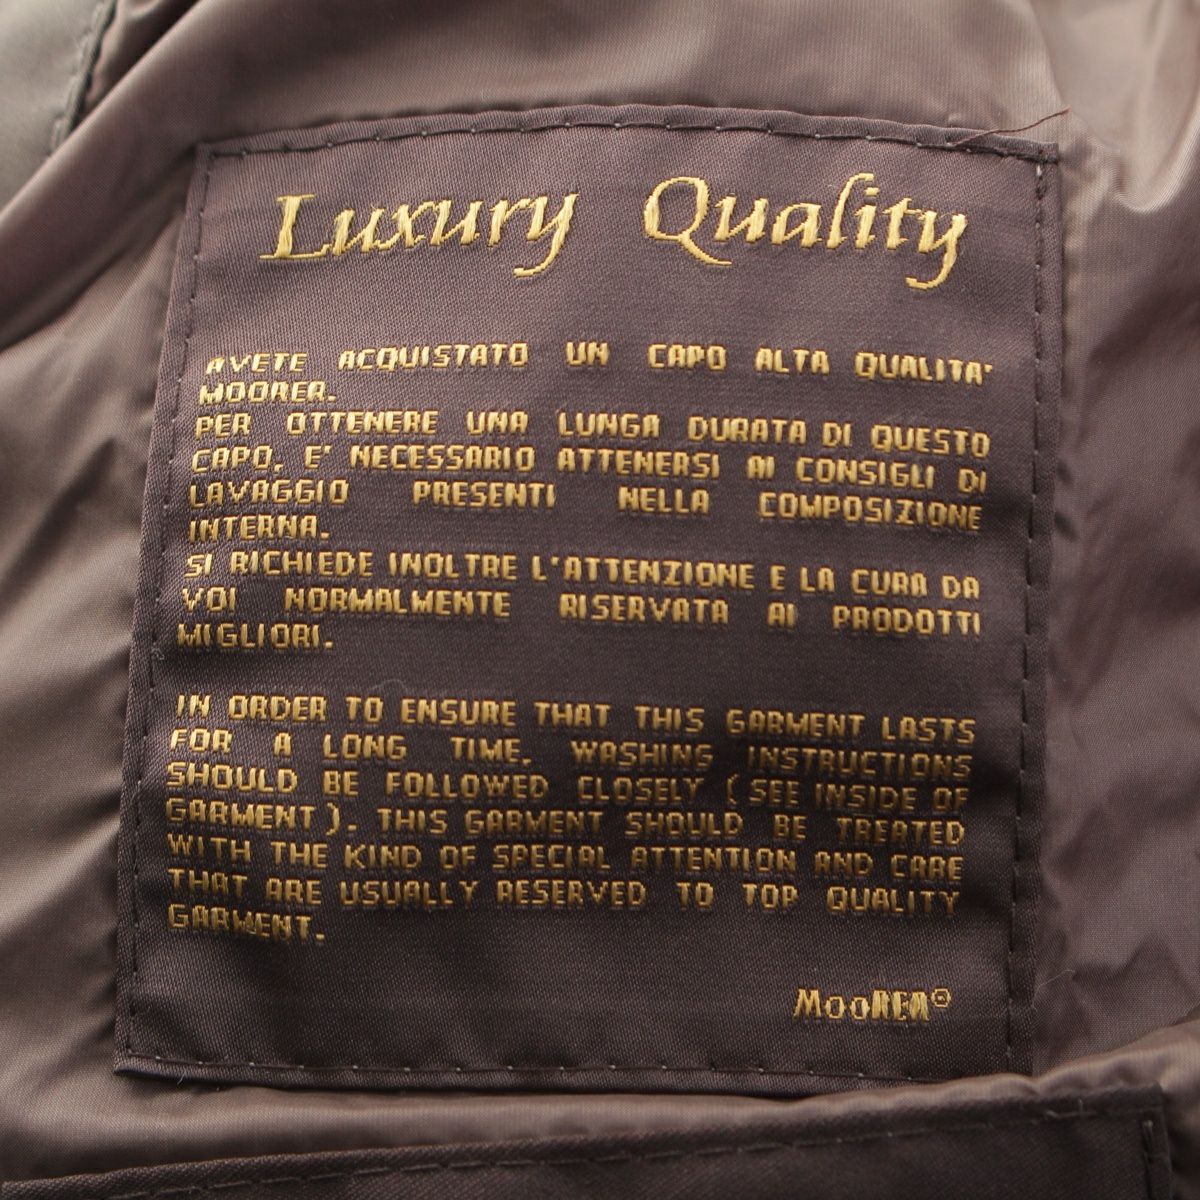 Luxury Quality
AVETE ACQUISTATO UN CAPO ALTA QUALITA'
MOORER.
PER OTTENERE UNA LUNGA DURATA DI QUESTO
CAPO, E' NECESSARIO ATTENERSI AI CONSIGLI DI
LAVAGGIO PRESENTI NELLA COMPOSIZIONE
INTERNA.
SI RICHIEDE INOLTRE L'ATTENZIONE E LA CURA DA
VOI NORMALMENTE RISERVATA AI PRODOTTI
MIGLIORI.
IN ORDER TO ENSURE THAT THIS GARMENT LASTS
FOR A LONG TIME, WASHING INSTRUCTIONS
SHOULD BE FOLLOWED CLOSELY ( SEE INSIDE OF
GARMENT ). THIS GARMENT SHOULD BE TREATED
WITH THE KIND OF SPECIAL ATTENTION AND CARE
THAT ARE USUALLY RESERVED TO TOP QUALITY
GARMENT.
MooRER®